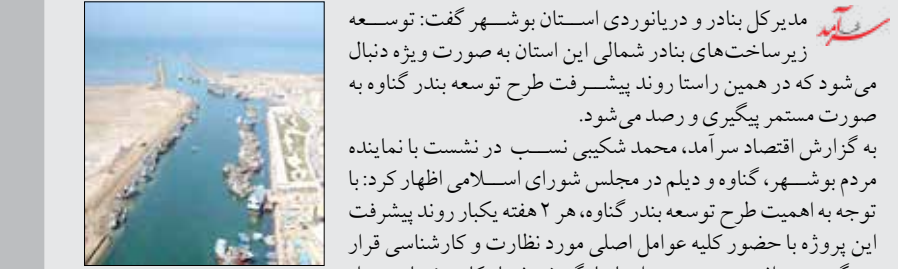 سرآمد
مدیرکل بنادر و دریانوردی استان بوشهر گفت: توسعه
زیرساخت‌های بنادر شمالی این استان به صورت ویژه دنبال
می‌شود که در همین راستا روند پیشرفت طرح توسعه بندر گناوه به
صورت مستمر پیگیری و رصد می‌شود.
به گزارش اقتصاد سرآمد، محمد شکیبی نسب در نشست با نماینده
مردم بوشهر، گناوه و دیلم در مجلس شورای اسلامی اظهار کرد: با
توجه به اهمیت طرح توسعه بندر گناوه، هر ۲ هفته یکبار روند پیشرفت
این پروژه با حضور کلیه عوامل اصلی مورد نظارت و کارشناسی قرار